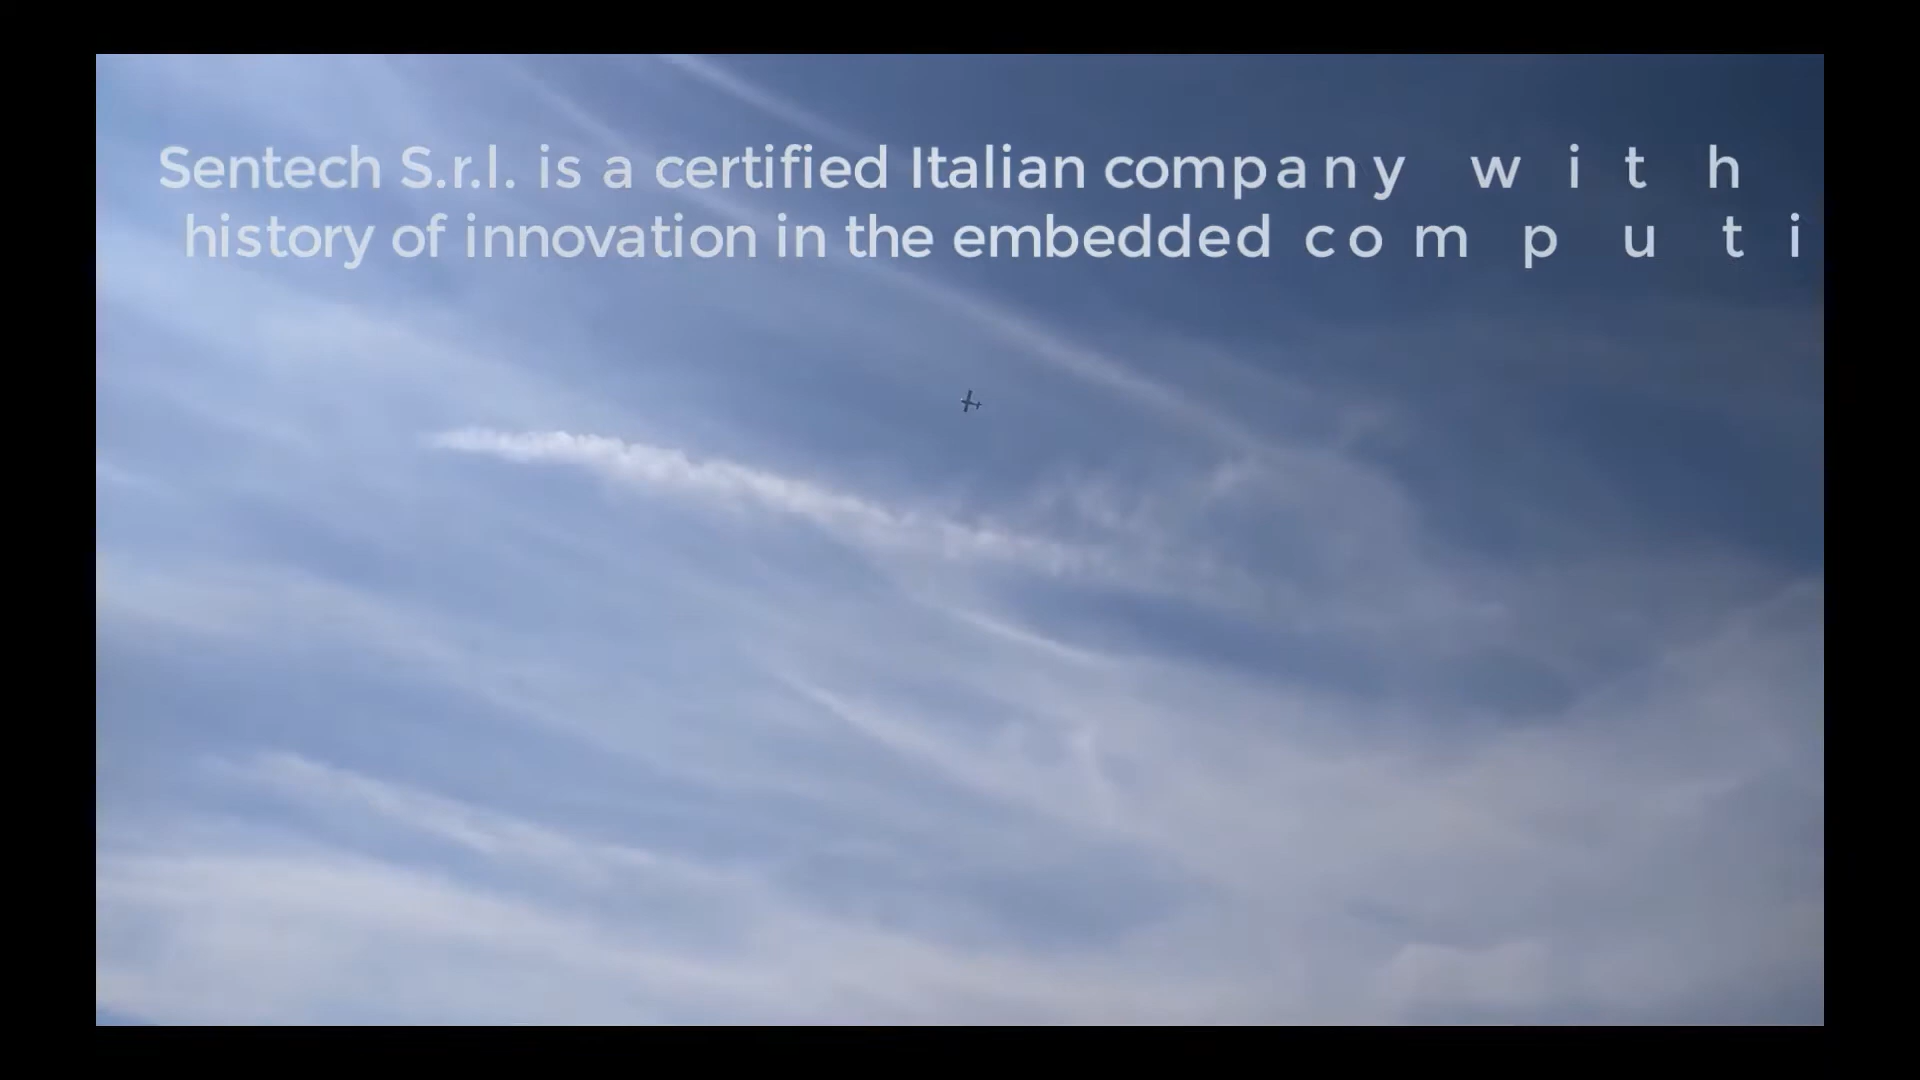 Sentech S.r.l. is a certified Italian company with
history of innovation in the embedded computi